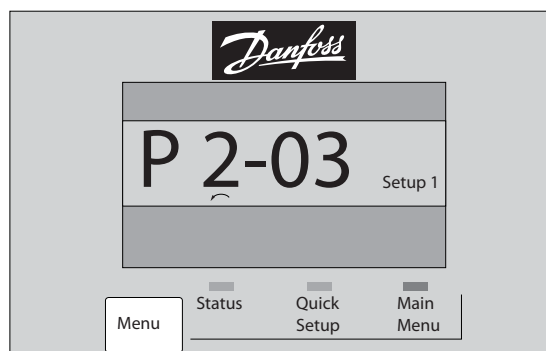 Danfoss
P 2-03
Setup 1
Status
Quick
Setup
Main
Menu
Menu